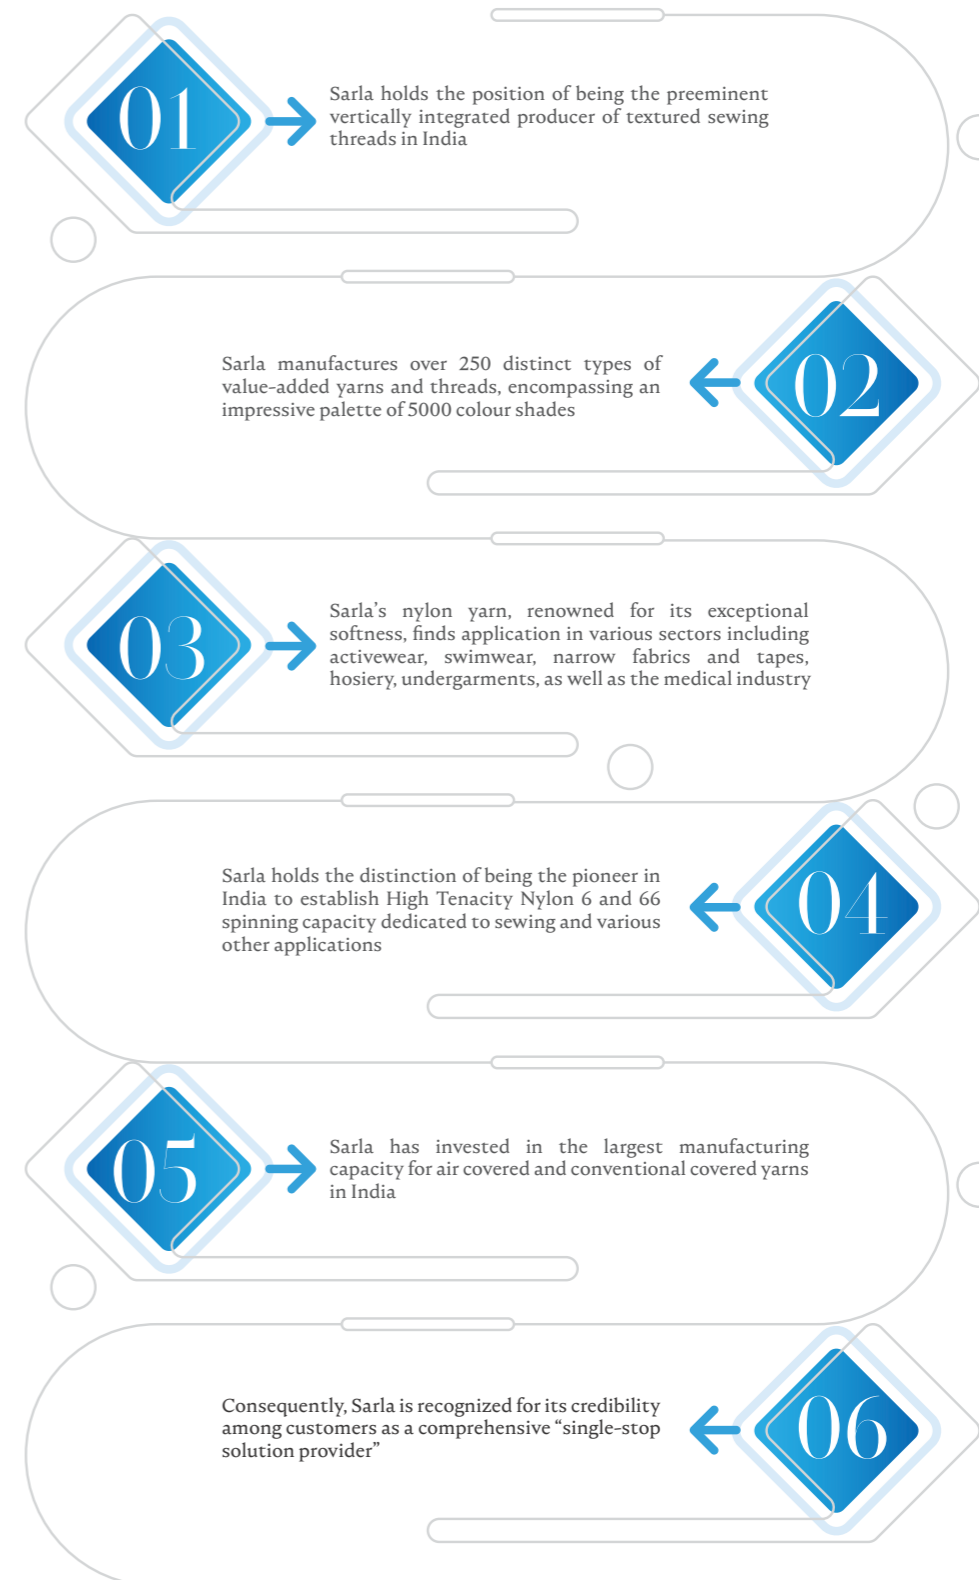 01
Sarla holds the position of being the preeminent
vertically integrated producer of textured sewing
threads in India
Sarla manufactures over 250 distinct types of
value-added yarns and threads, encompassing an
impressive palette of 5000 colour shades
02
03
Sarla’s nylon yarn, renowned for its exceptional
softness, finds application in various sectors including
activewear, swimwear, narrow fabrics and tapes,
hosiery, undergarments, as well as the medical industry
Sarla holds the distinction of being the pioneer in
India to establish High Tenacity Nylon 6 and 66
spinning capacity dedicated to sewing and various
other applications
04
05
Sarla has invested in the largest manufacturing
capacity for air covered and conventional covered yarns
in India
Consequently, Sarla is recognized for its credibility
among customers as a comprehensive “single-stop
solution provider”
06